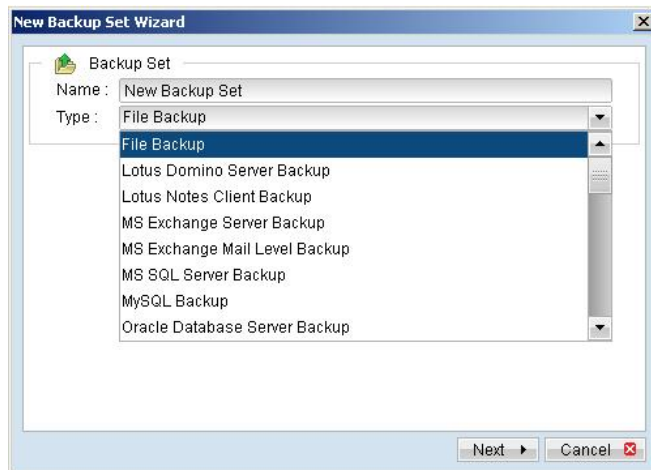 New Backup Set Wizard
Backup Set
Name : New Backup Set
Type : File Backup
File Backup
Lotus Domino Server Backup
Lotus Notes Client Backup
MS Exchange Server Backup
MS Exchange Mail Level Backup
MS SQL Server Backup
MySQL Backup
Oracle Database Server Backup
Next Cancel